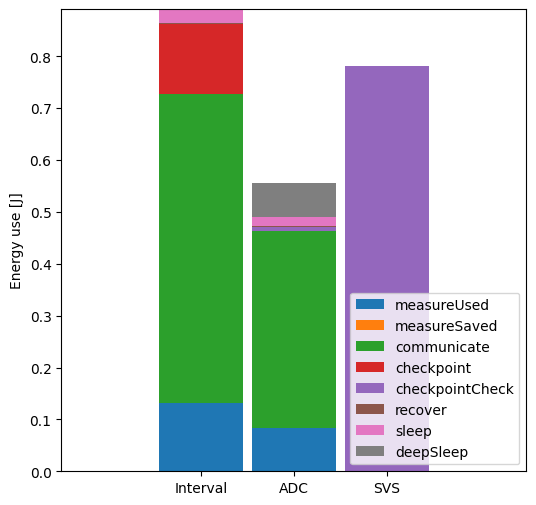 Energy use [J]
0.8
0.7
0.6
0.5
0.4
0.3
0.2
0.1
0.0
Interval
ADC
SVS
measureUsed
measureSaved
communicate
checkpoint
checkpointCheck
recover
sleep
deepSleep